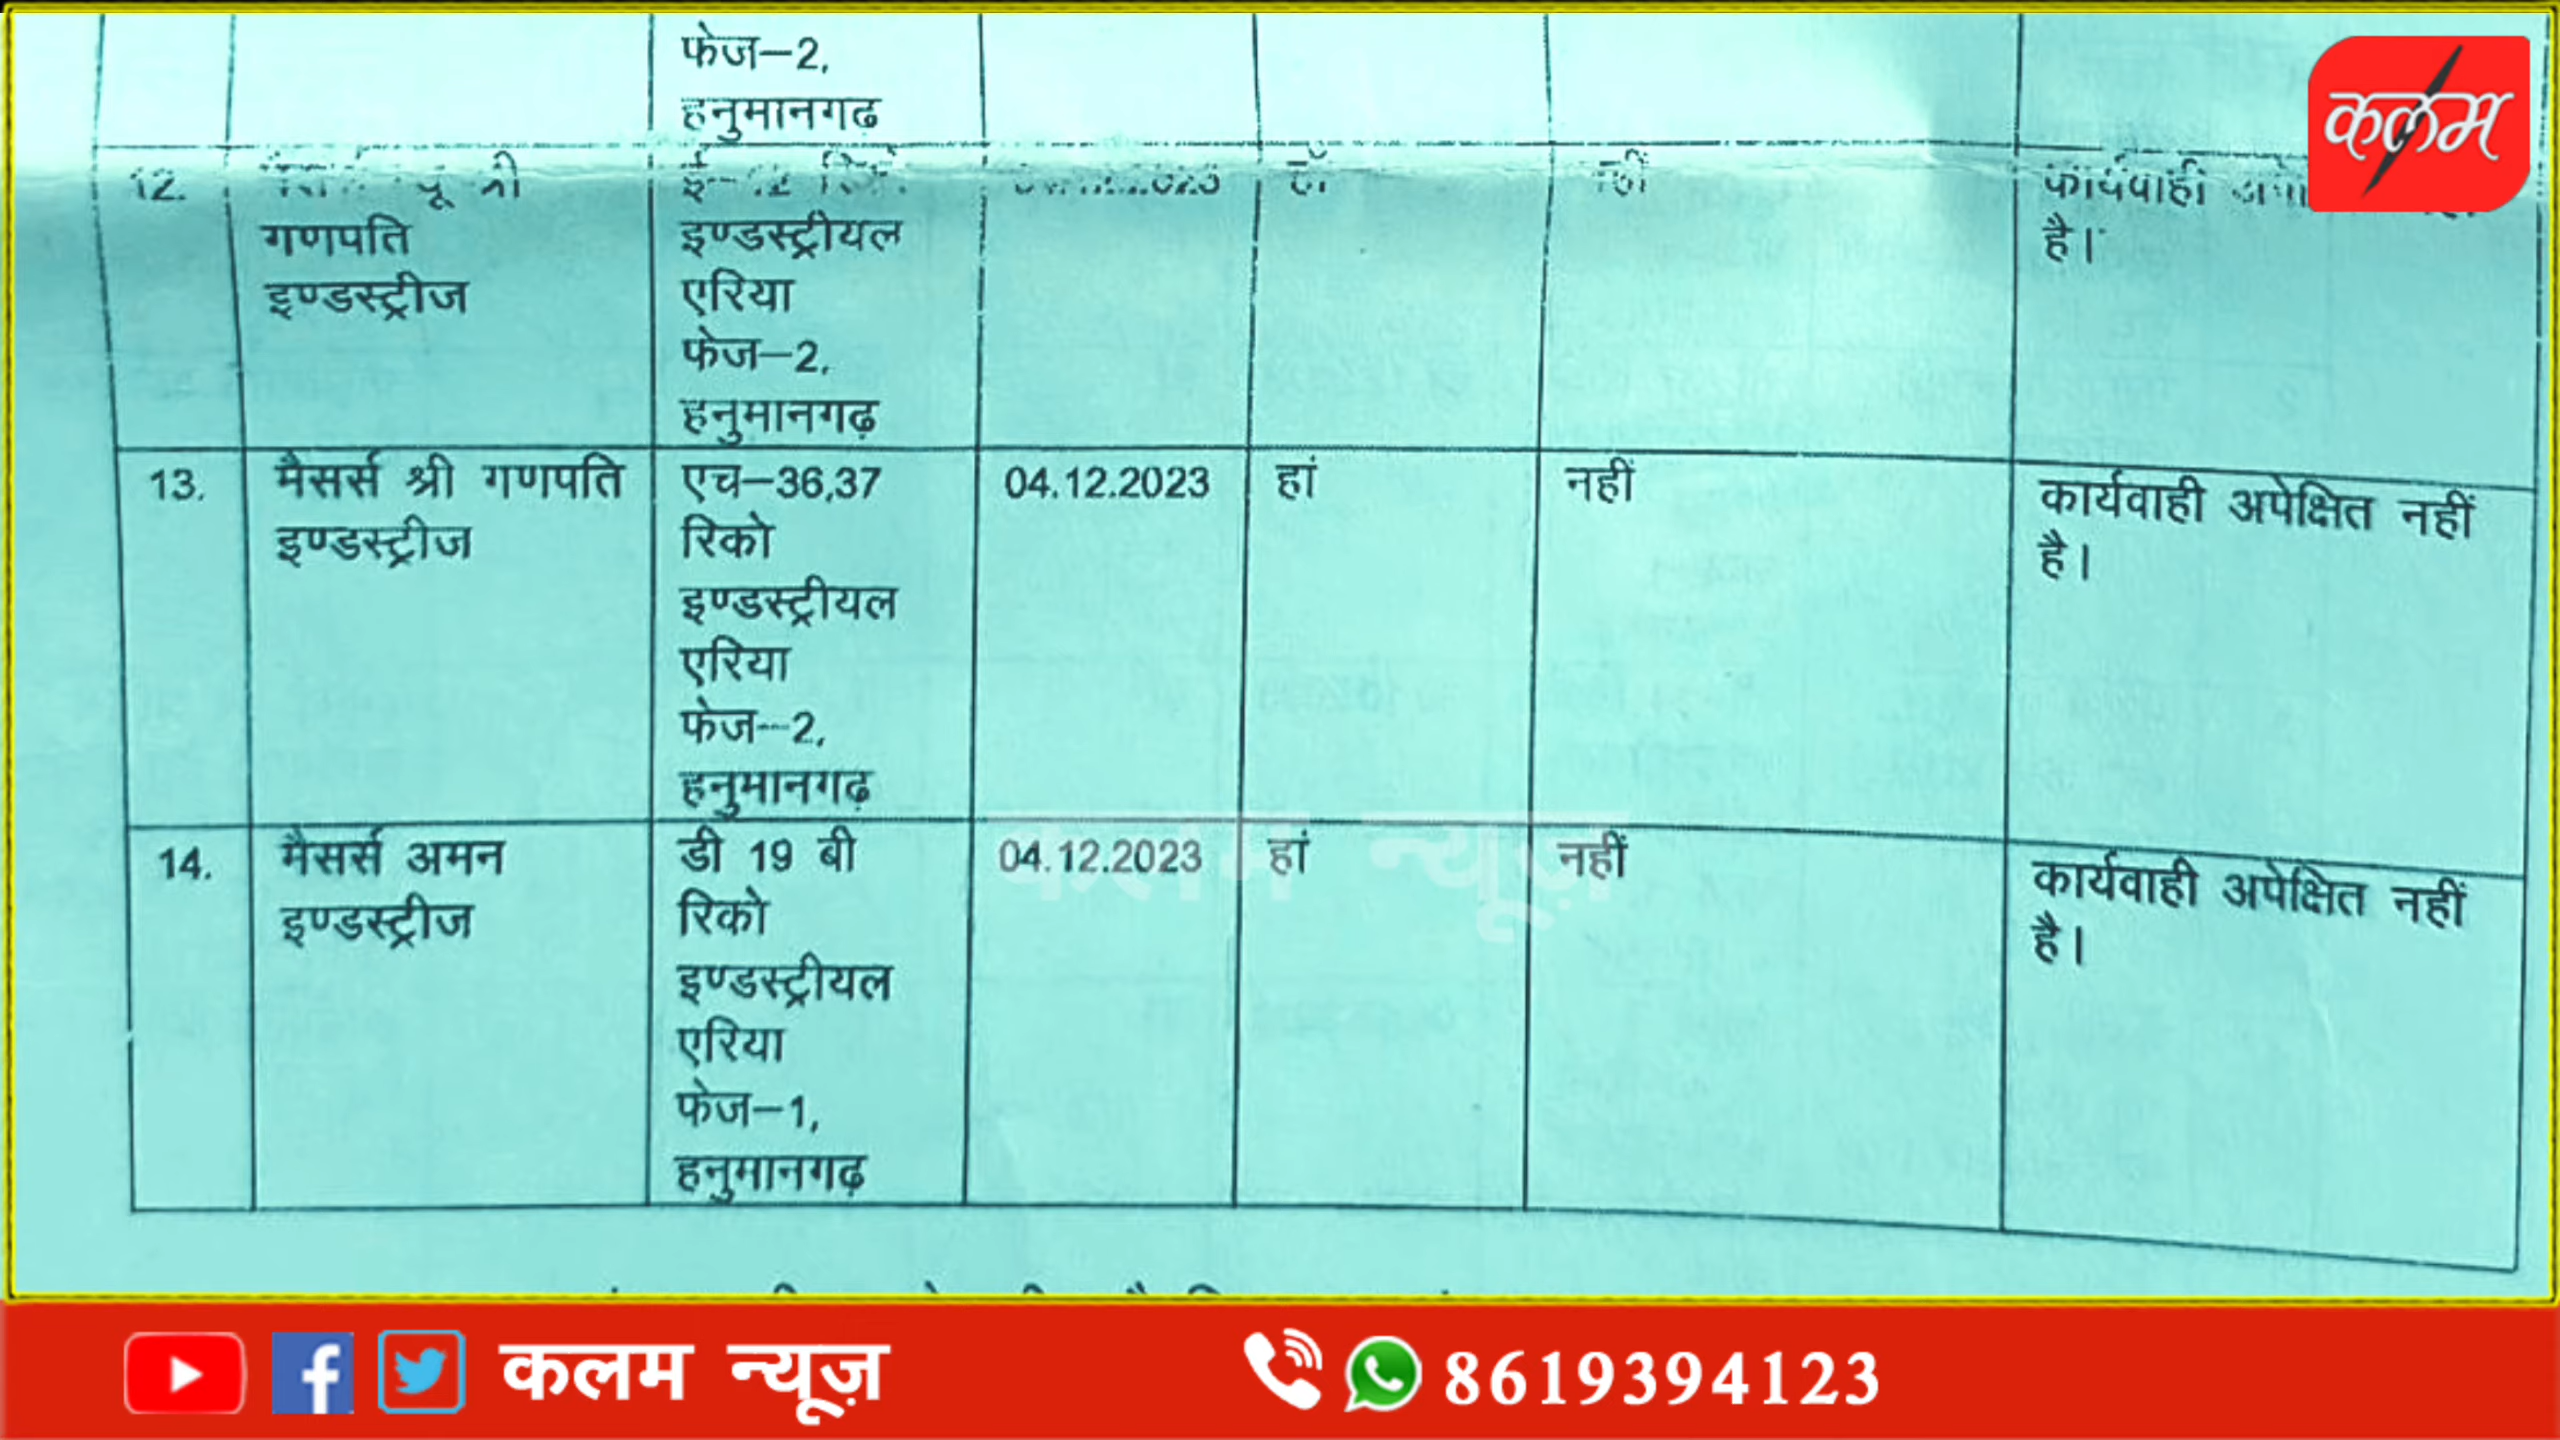 फेज–2,
हनुमानगढ़
कलम
12.
गणपति
इण्डस्ट्रीज
इण्डस्ट्रीयल
एरिया
फेज–2,
हनुमानगढ़
कार्यवाही
है।
13.
मैसर्स श्री गणपति
इण्डस्ट्रीज
एच–36,37
रिको
इण्डस्ट्रीयल
एरिया
फेज–2,
हनुमानगढ़
04.12.2023
हां
नहीं
कार्यवाही अपेक्षित नहीं
है।
14.
मैसर्स अमन
इण्डस्ट्रीज
डी 19 बी
रिको
इण्डस्ट्रीयल
एरिया
फेज–1,
हनुमानगढ़
04.12.2023
हां
नहीं
कार्यवाही अपेक्षित नहीं
है।
कलम न्यूज़
कलम न्यूज़
8619394123